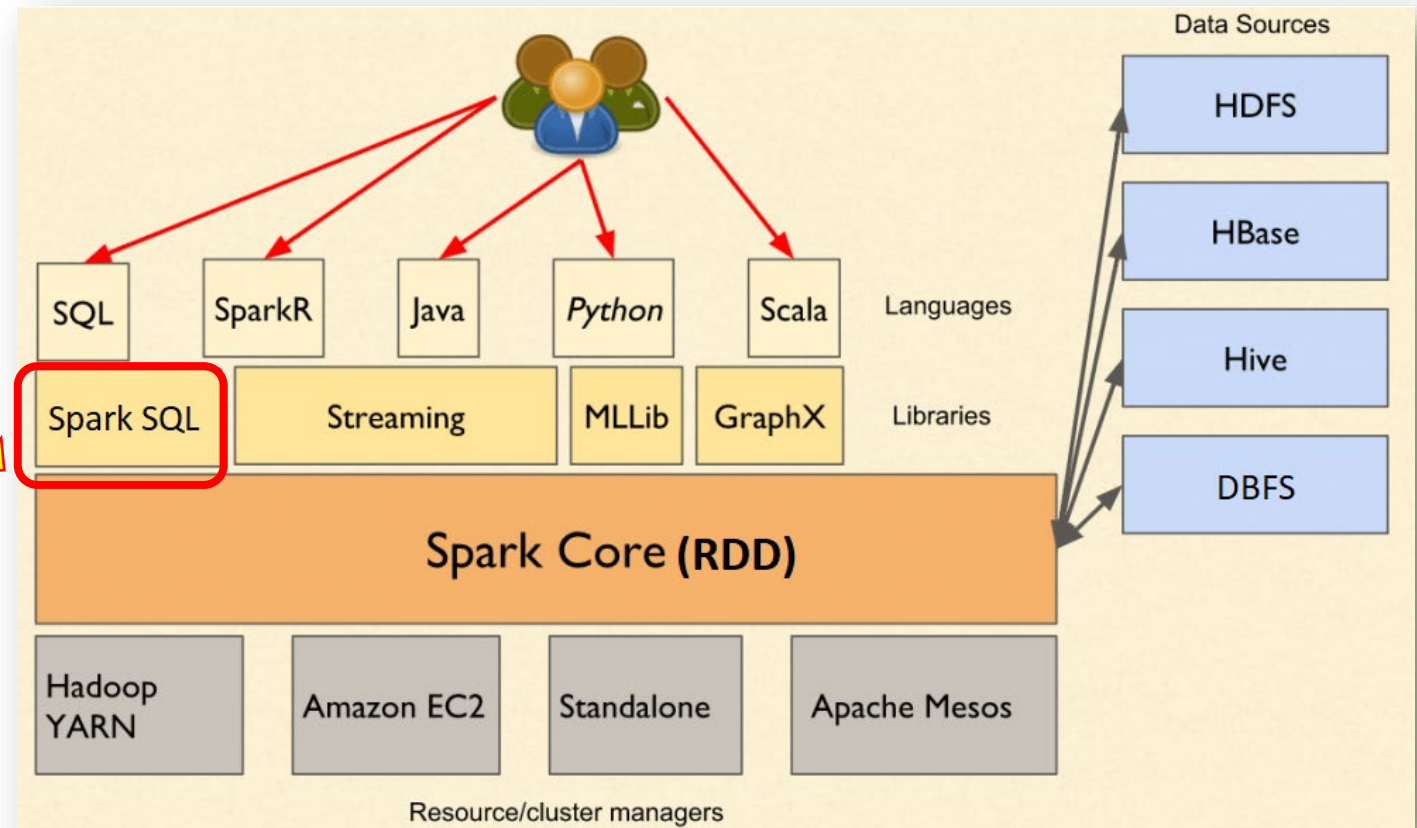 Data Sources
HDFS
HBase
Hive
DBFS
SQL
SparkR
Java
Python
Scala
Languages
Spark SQL
Streaming
MLLib
GraphX
Libraries
Spark Core (RDD)
Hadoop
YARN
Amazon EC2
Standalone
Apache Mesos
Resource/cluster managers